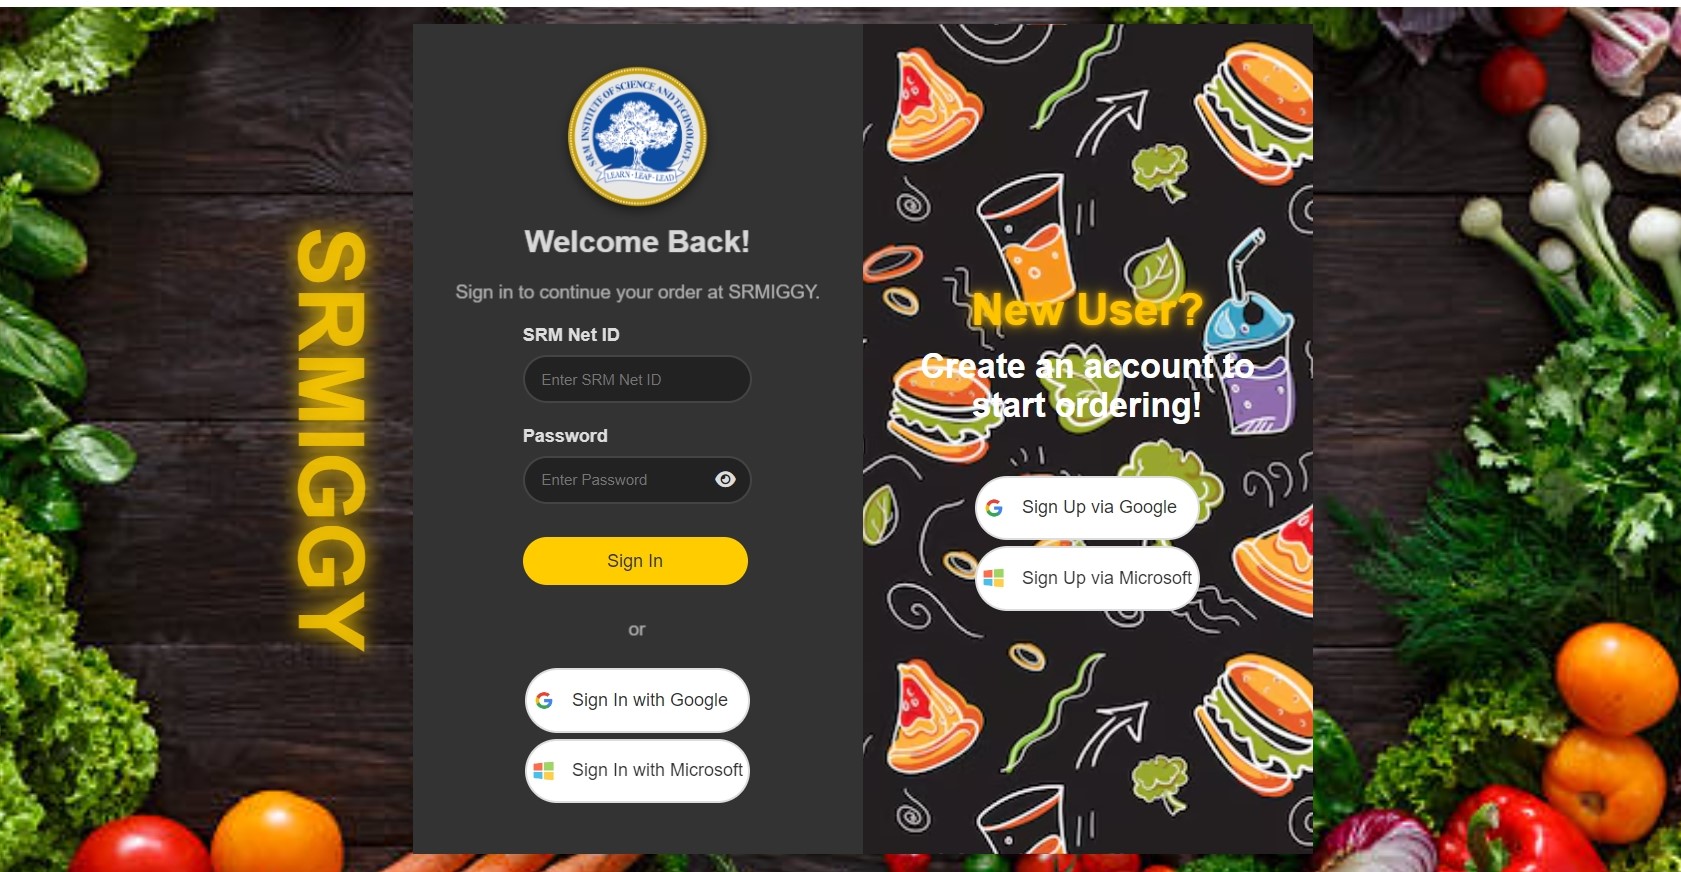 SRMIGGY
SRM INSTITUTE OF SCIENCE AND TECHNOLOGY
LEARN · LEAP · LEAD
Welcome Back!
Sign in to continue your order at SRMIGGY.
SRM Net ID
Enter SRM Net ID
Password
Enter Password
Sign In
or
Sign In with Google
Sign In with Microsoft
New User?
Create an account to
start ordering!
Sign Up via Google
Sign Up via Microsoft